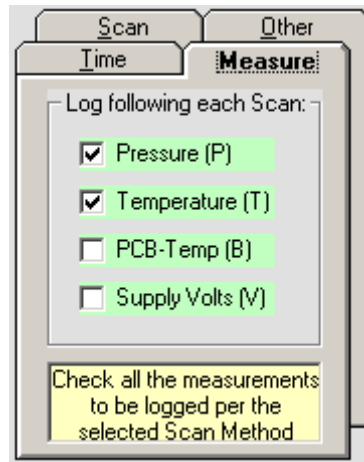 Scan Other
Time Measure
Log following each Scan:
Pressure (P)
Temperature (T)
PCB-Temp (B)
Supply Volts (V)
Check all the measurements
to be logged per the
selected Scan Method